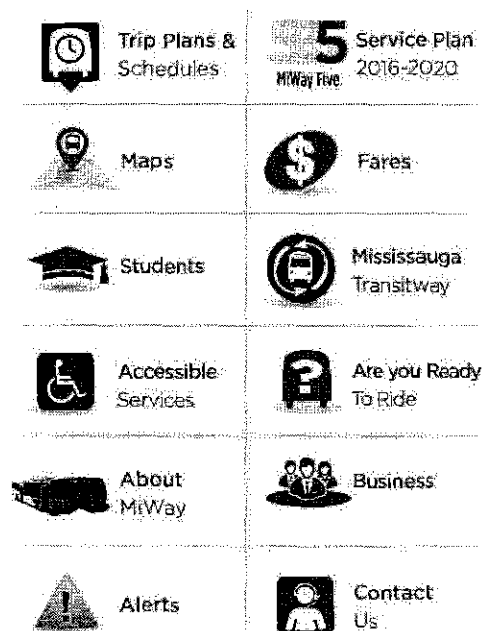 Trip Plans &
Schedules
5
MiWay Five
Service Plan
2016-2020
Maps
$
Fares
Students
Mississauga
Transitway
Accessible
Services
?
Are you Ready
To Ride
About
MiWay
Business
!
Alerts
Contact
Us